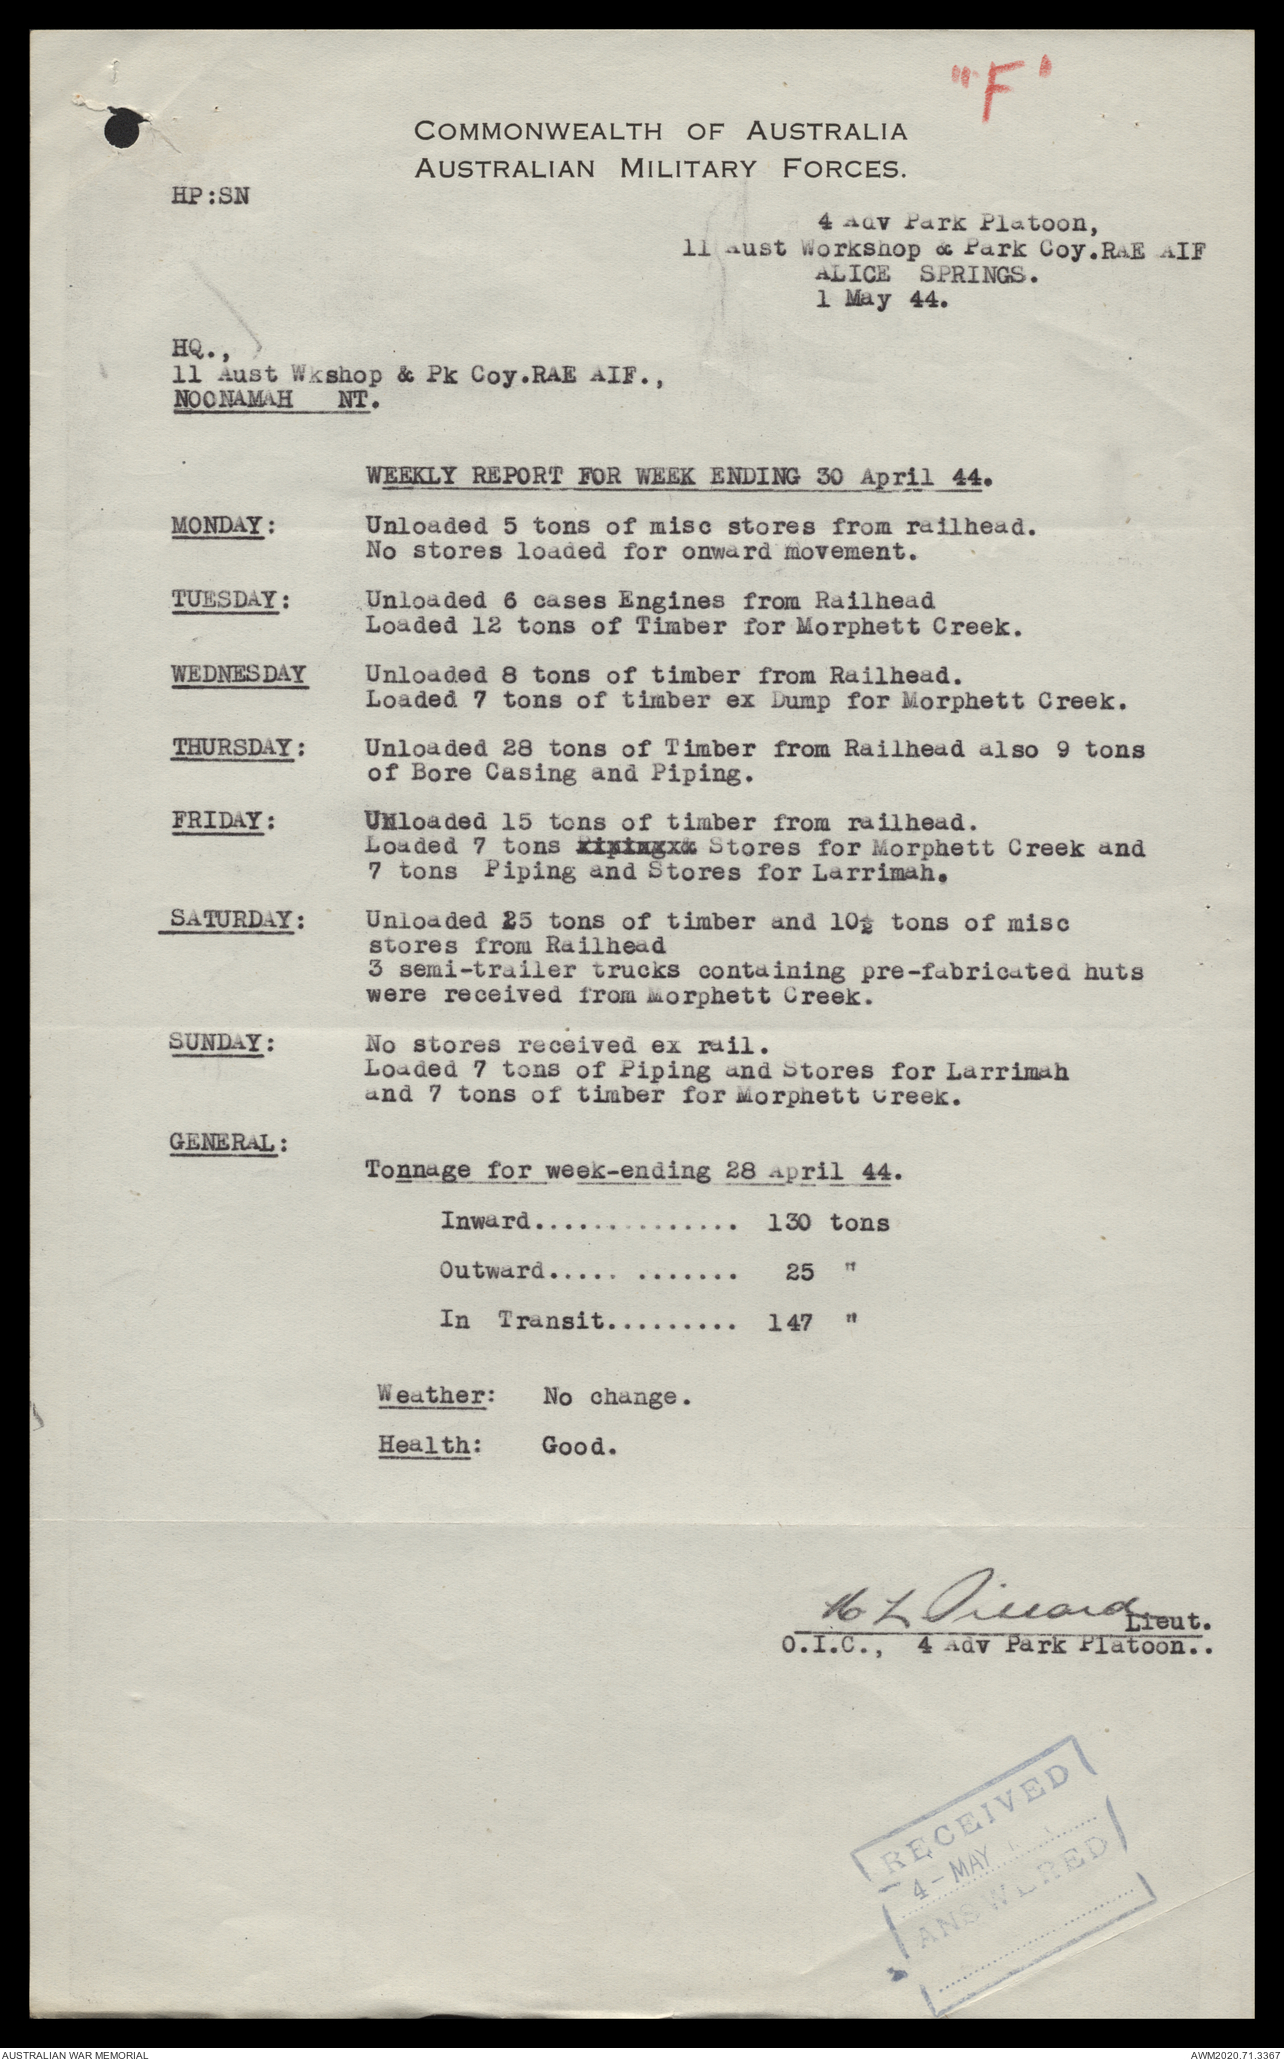 "F"
COMMONWEALTH OF AUSTRALIA
AUSTRALIAN MILITARY FORCES.
HP:SN
4 Adv Park Platoon,
11 Aust Workshop & Park Coy.RAE AIF
ALICE SPRINGS.
1 May 44.
HQ.,
11 Aust Wkshop & Pk Coy.RAE AIF.,
NOONAMAH NT.
WEEKLY REPORT FOR WEEK ENDING 30 April 44.
MONDAY: Unloaded 5 tons of misc stores from railhead.
No stores loaded for onward movement.
TUESDAY: Unloaded 6 cases Engines from Railhead
Loaded 12 tons of Timber for Morphett Creek.
WEDNESDAY Unloaded 8 tons of timber from Railhead.
Loaded 7 tons of timber ex Dump for Morphett Creek.
THURSDAY: Unloaded 28 tons of Timber from Railhead also 9 tons
of Bore Casing and Piping.
FRIDAY: Unloaded 15 tons of timber from railhead.
Loaded 7 tons Stores for Morphett Creek and
7 tons Piping and Stores for Larrimah.
SATURDAY: Unloaded 25 tons of timber and 10½ tons of misc
stores from Railhead
3 semi-trailer trucks containing pre-fabricated huts
were received from Morphett Creek.
SUNDAY: No stores received ex rail.
Loaded 7 tons of Piping and Stores for Larrimah
and 7 tons of timber for Morphett Creek.
GENERAL:
Tonnage for week-ending 28 April 44.
Inward.............. 130 tons
Outward..... ....... 25 "
In Transit......... 147 "
Weather: No change.
Health: Good.
Lieut.
O.I.C., 4 Adv Park Platoon..
RECEIVED
4 - MAY
ANSWERED
AUSTRALIAN WAR MEMORIAL AWM2020.71.3367